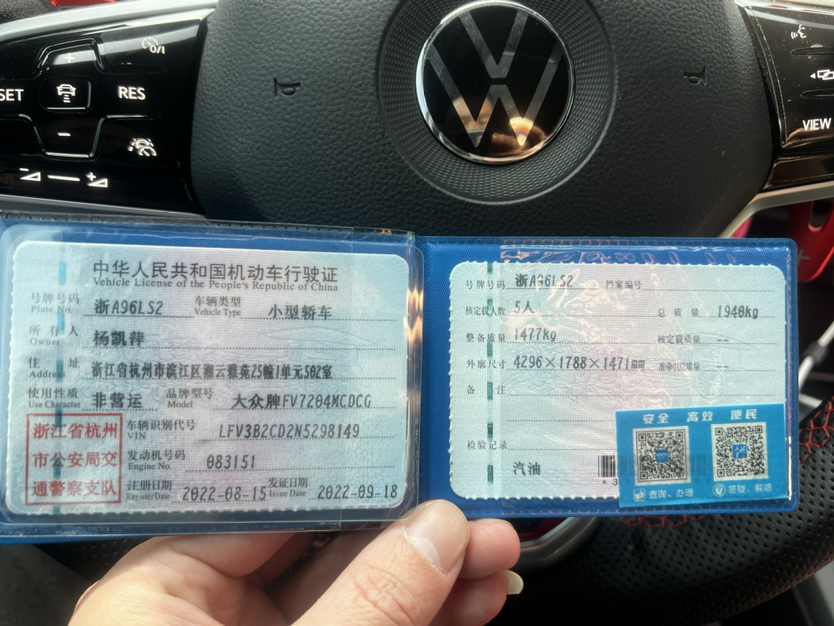 SET
RES
VIEW
中华人民共和国机动车行驶证
Vehicle License of the People's Republic of China
号牌号码 浙A96LS2 车辆类型 小型轿车
Plate No. Vehicle Type
所有人 杨凯萍
Owner
住址 浙江省杭州市滨江区湘云雅苑25幢1单元502室
Address
使用性质 非营运 品牌型号 大众牌FV7204MCDCG
Use Character Model
浙江省杭州
市公安局交
通警察支队
车辆识别代号 LFV3B2CD2N5298149
VIN
发动机号码 083151
Engine No.
注册日期 2022-08-15 发证日期 2022-09-18
Register Date Issue Date
号牌号码 浙A96LS2 档案编号
核定载人数 5人 总质量 1940kg
整备质量 1477kg 核定载质量 --
外廓尺寸 4296×1788×1471mm 准牵引总质量 --
备注
检验记录
汽油
安全 高效 便民
查询、办理
答疑、解惑